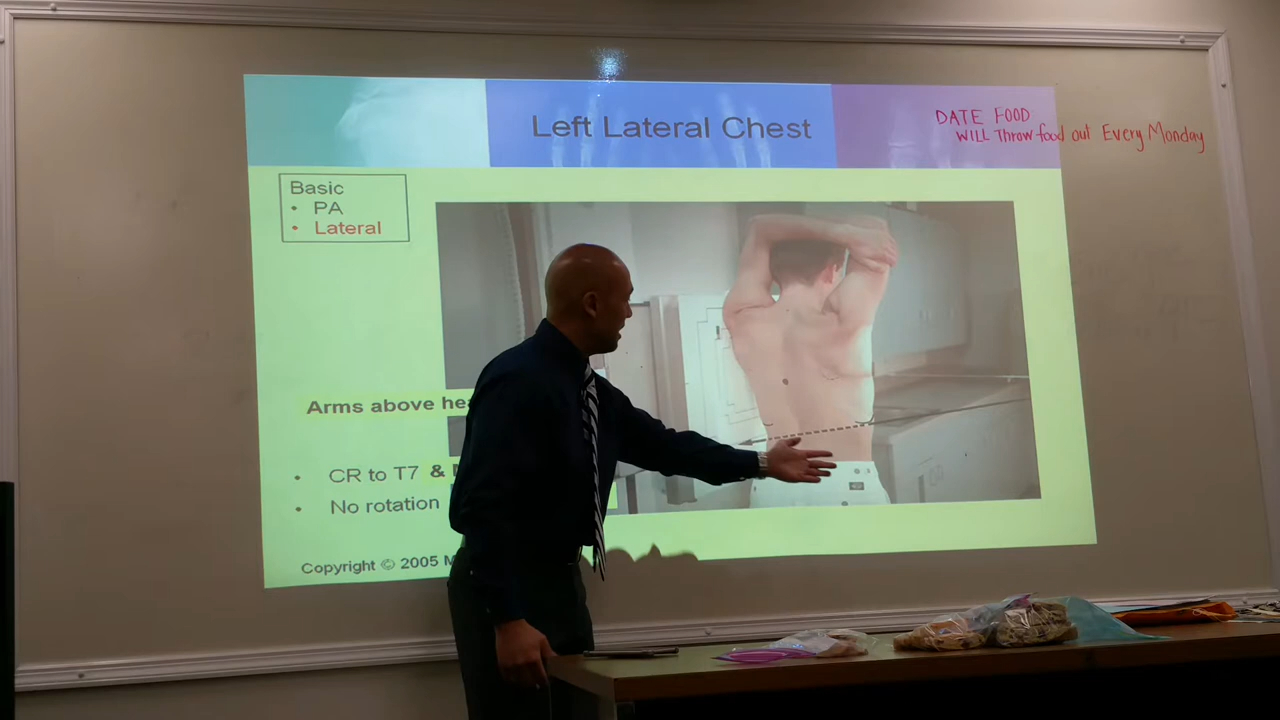 Left Lateral Chest
DATE FOOD
WILL Throw food out Every Monday
Basic
• PA
• Lateral
Arms above
• CR to T7 &
• No rotation
Copyright © 2005